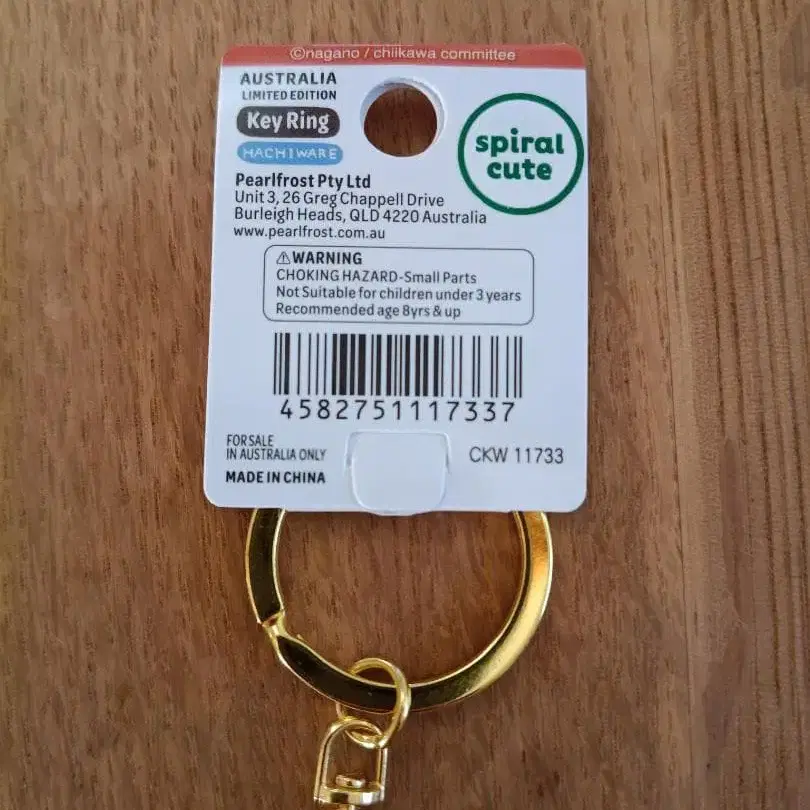 ©nagano / chiikawa committee
AUSTRALIA
LIMITED EDITION
Key Ring
HACHIWARE
spiral
cute
Pearlfrost Pty Ltd
Unit 3, 26 Greg Chappell Drive
Burleigh Heads, QLD 4220 Australia
www.pearlfrost.com.au
⚠WARNING
CHOKING HAZARD-Small Parts
Not Suitable for children under 3 years
Recommended age 8yrs & up
4582751117337
FOR SALE
IN AUSTRALIA ONLY
CKW 11733
MADE IN CHINA